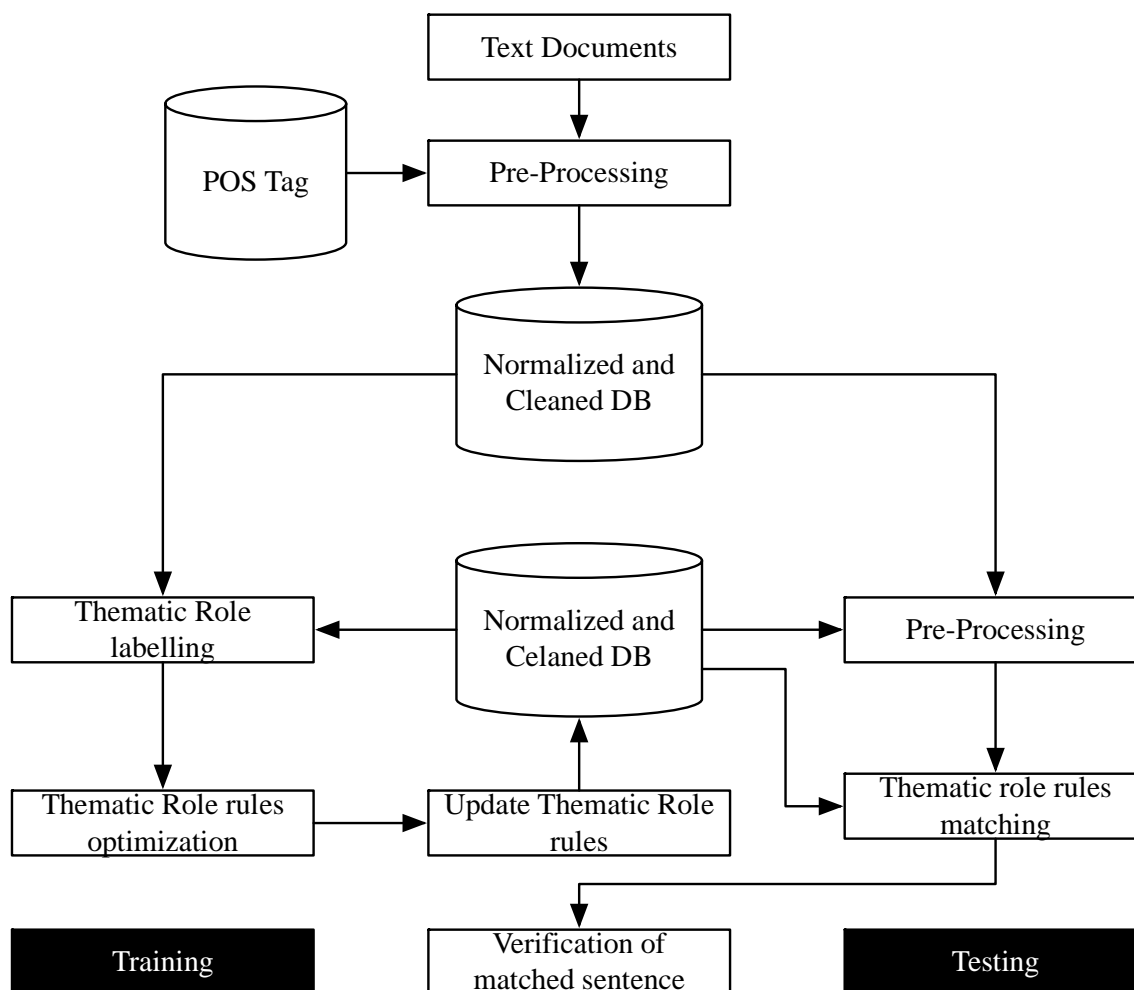 Text Documents
POS Tag
Pre-Processing
Normalized and
Cleaned DB
Thematic Role
labelling
Normalized and
Celaned DB
Pre-Processing
Thematic Role rules
optimization
Update Thematic Role
rules
Thematic role rules
matching
Training
Verification of
matched sentence
Testing